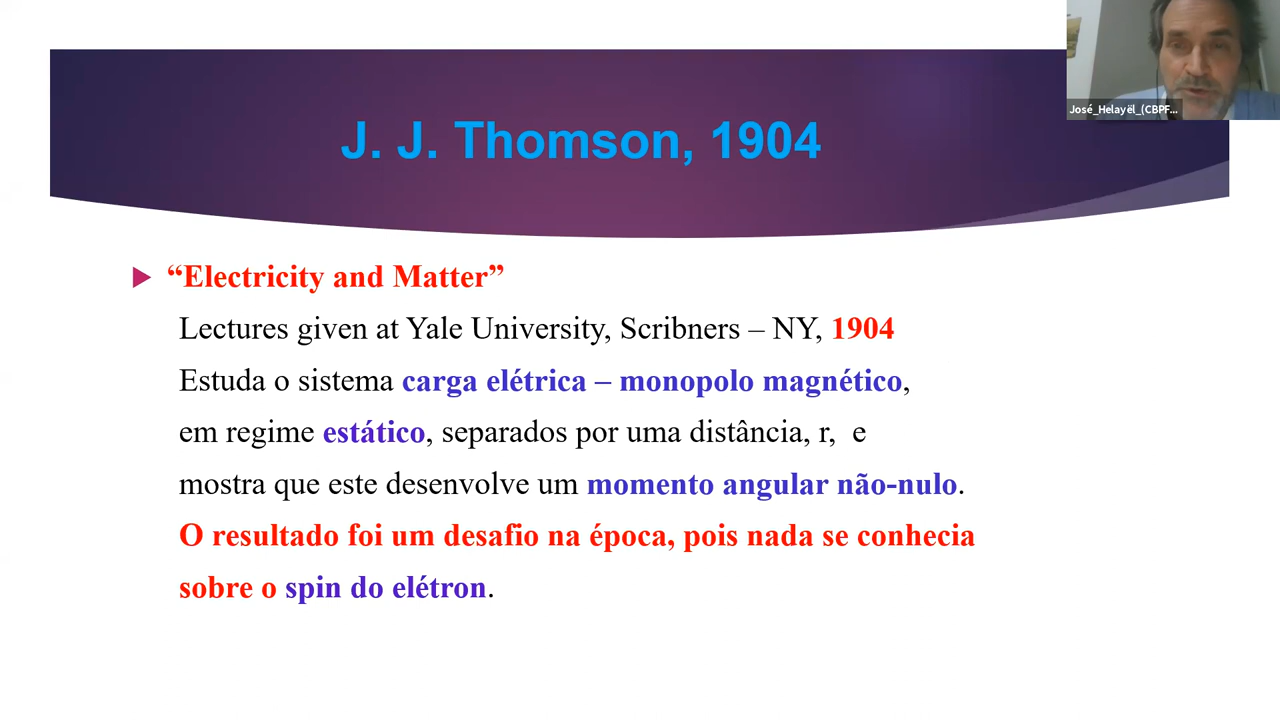 José_Helayël_(CBPF...
J. J. Thomson, 1904
“Electricity and Matter”
Lectures given at Yale University, Scribners – NY, 1904
Estuda o sistema carga elétrica – monopolo magnético,
em regime estático, separados por uma distância, r, e
mostra que este desenvolve um momento angular não-nulo.
O resultado foi um desafio na época, pois nada se conhecia
sobre o spin do elétron.